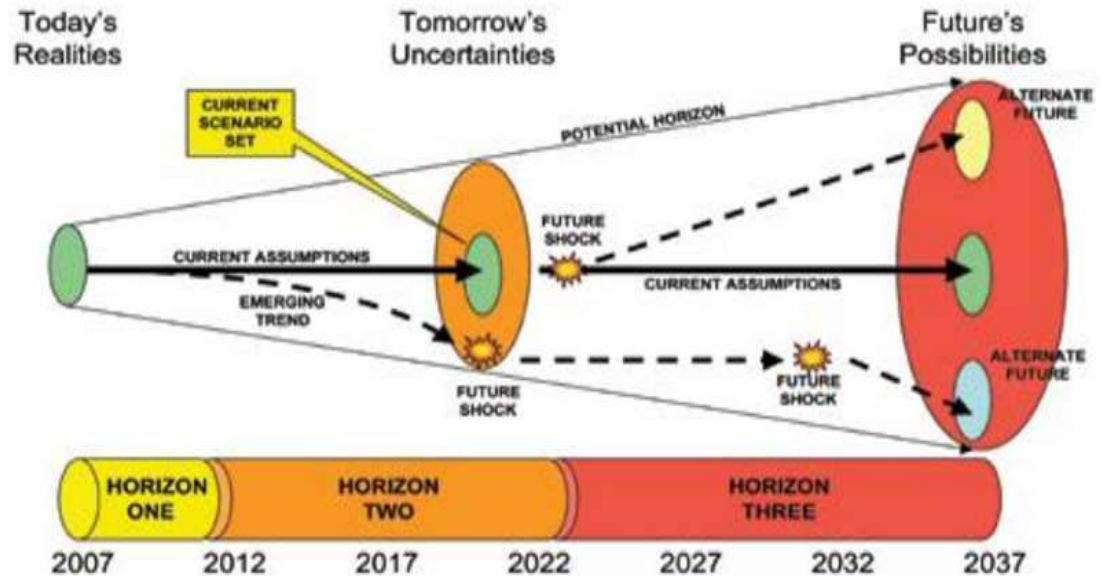 Today's
Realities
Tomorrow's
Uncertainties
Future's
Possibilities
CURRENT
SCENARIO
SET
POTENTIAL HORIZON
ALTERNATE
FUTURE
FUTURE
SHOCK
CURRENT ASSUMPTIONS
CURRENT ASSUMPTIONS
EMERGING
TREND
ALTERNATE
FUTURE
FUTURE
SHOCK
FUTURE
SHOCK
HORIZON
ONE
HORIZON
TWO
HORIZON
THREE
2007 2012 2017 2022 2027 2032 2037